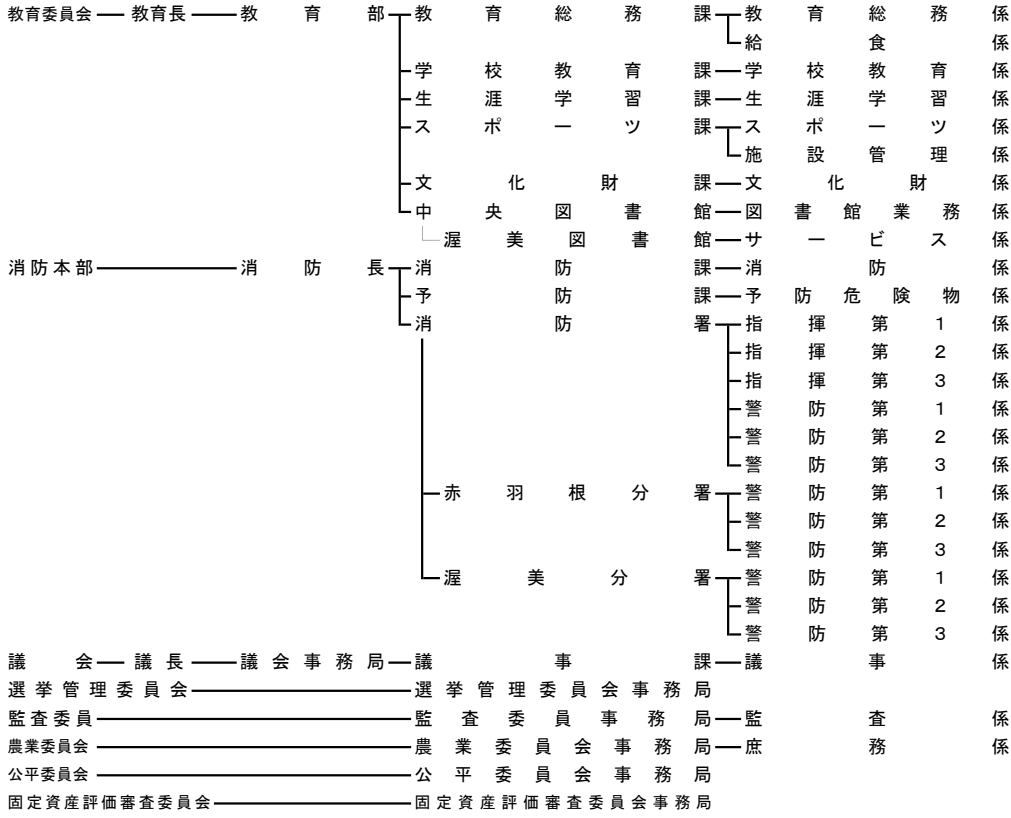 教育委員会 教育長 教育部 教育総務課 教育総務係
給食係
学校教育課 学校教育係
生涯学習課 生涯学習係
スポーツ課 スポーツ係
施設管理係
文化財課 文化財係
中央図書館 図書館業務係
渥美図書館 サービス係
消防本部 消防長 消防課 消防係
予防課 予防危険物係
消防署 指揮第1係
指揮第2係
指揮第3係
警防第1係
警防第2係
警防第3係
赤羽根分署 警防第1係
警防第2係
警防第3係
渥美分署 警防第1係
警防第2係
警防第3係
議会 議長 議会事務局 議事課 議事係
選挙管理委員会 選挙管理委員会事務局
監査委員 監査委員事務局 監査係
農業委員会 農業委員会事務局 庶務係
公平委員会 公平委員会事務局
固定資産評価審査委員会 固定資産評価審査委員会事務局